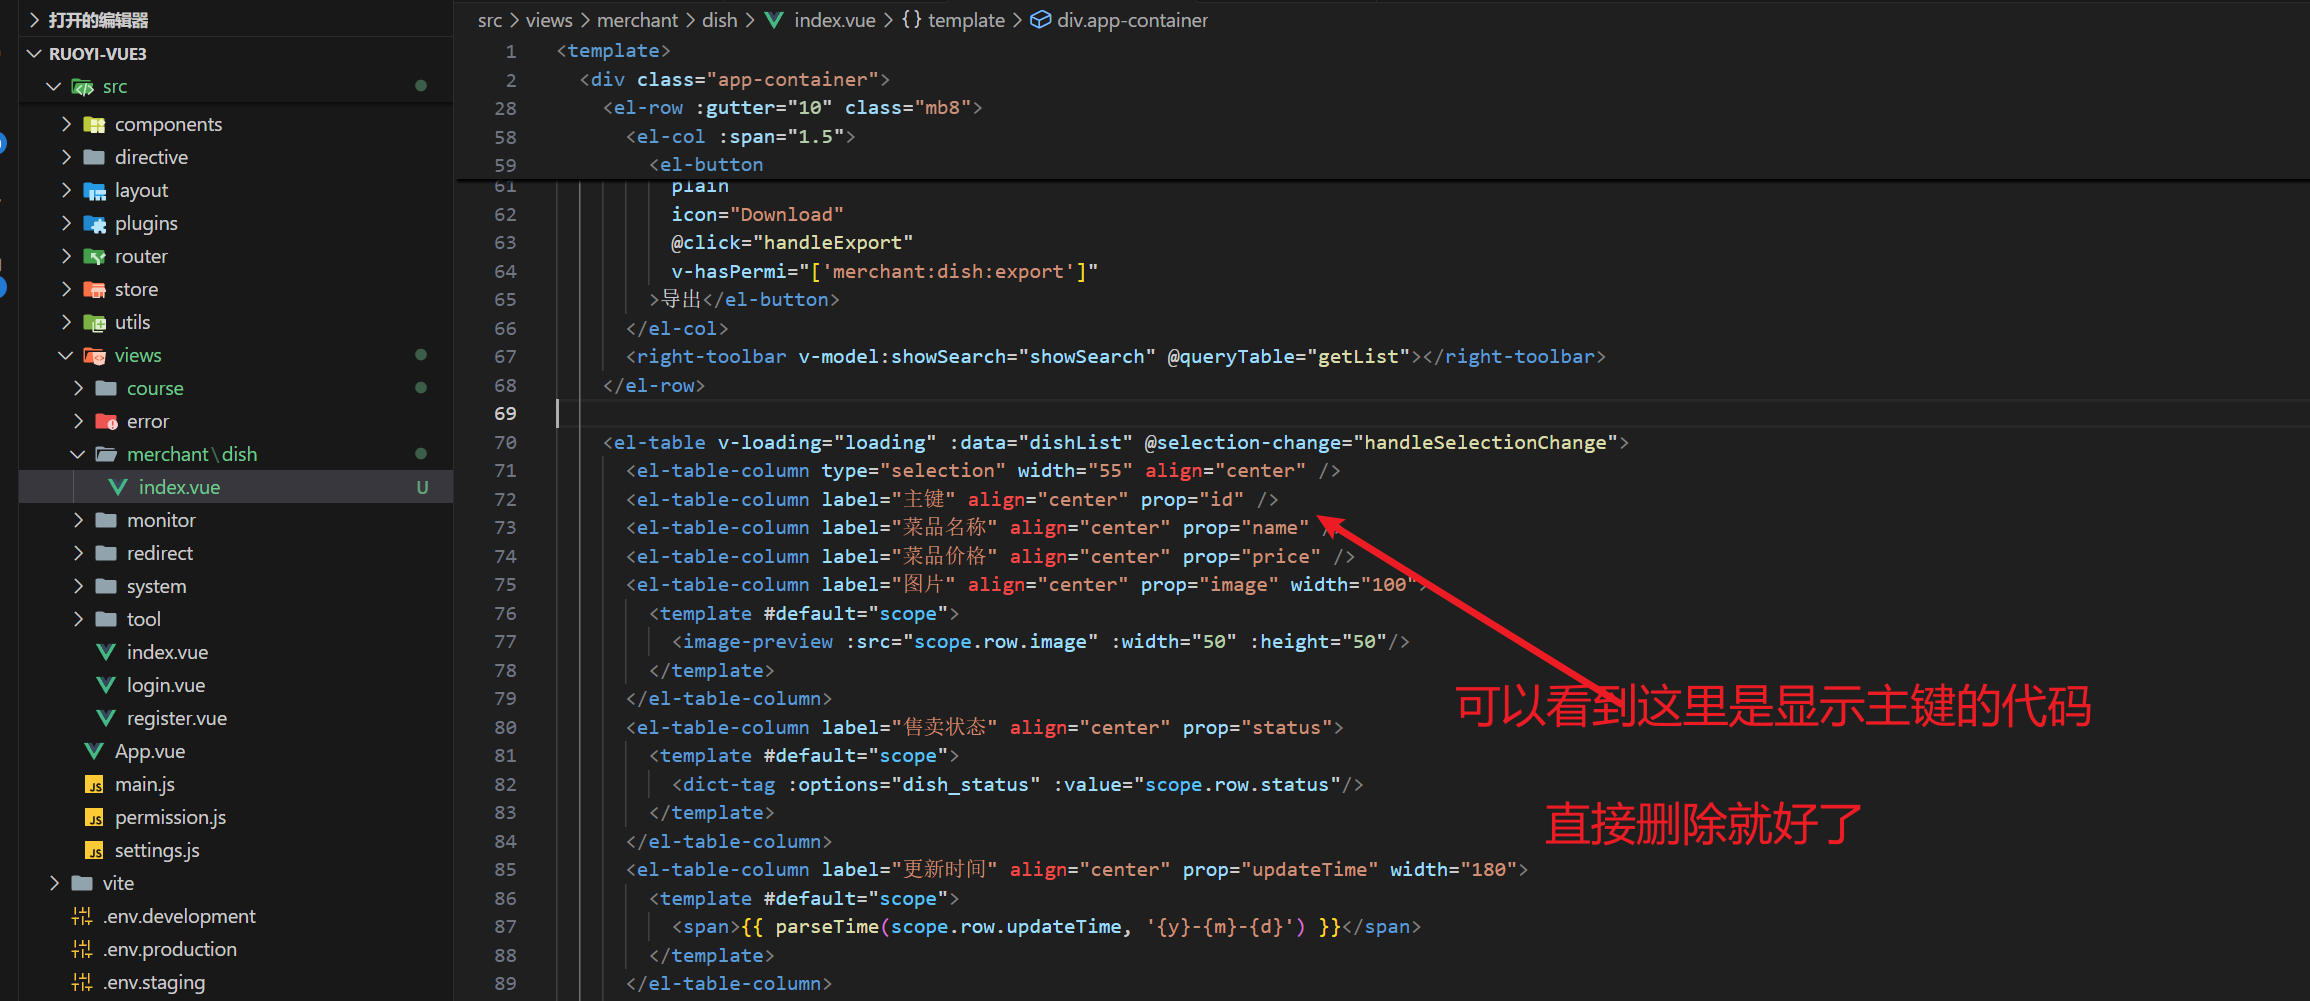 打开的编辑器
RUOYI-VUE3
src
components
directive
layout
plugins
router
store
utils
views
course
error
merchant\dish
index.vue U
monitor
redirect
system
tool
index.vue
login.vue
register.vue
App.vue
main.js
permission.js
settings.js
vite
.env.development
.env.production
.env.staging
src > views > merchant > dish > index.vue > {} template > div.app-container
1 <template>
2 <div class="app-container">
28 <el-row :gutter="10" class="mb8">
58 <el-col :span="1.5">
59 <el-button
61 plain
62 icon="Download"
63 @click="handleExport"
64 v-hasPermi="['merchant:dish:export']"
65 >导出</el-button>
66 </el-col>
67 <right-toolbar v-model:showSearch="showSearch" @queryTable="getList"></right-toolbar>
68 </el-row>
69
70 <el-table v-loading="loading" :data="dishList" @selection-change="handleSelectionChange">
71 <el-table-column type="selection" width="55" align="center" />
72 <el-table-column label="主键" align="center" prop="id" />
73 <el-table-column label="菜品名称" align="center" prop="name" />
74 <el-table-column label="菜品价格" align="center" prop="price" />
75 <el-table-column label="图片" align="center" prop="image" width="100">
76 <template #default="scope">
77 <image-preview :src="scope.row.image" :width="50" :height="50"/>
78 </template>
79 </el-table-column>
80 <el-table-column label="售卖状态" align="center" prop="status">
81 <template #default="scope">
82 <dict-tag :options="dish_status" :value="scope.row.status"/>
83 </template>
84 </el-table-column>
85 <el-table-column label="更新时间" align="center" prop="updateTime" width="180">
86 <template #default="scope">
87 <span>{{ parseTime(scope.row.updateTime, '{y}-{m}-{d}') }}</span>
88 </template>
89 </el-table-column>
可以看到这里是显示主键的代码
直接删除就好了